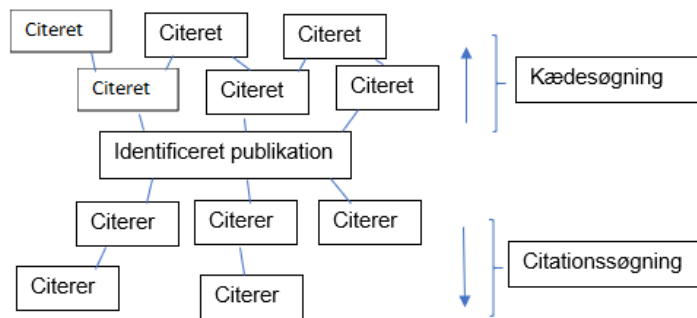 Citeret
Citeret
Citeret
Citeret
Citeret
Citeret
Kædesøgning
Identificeret publikation
Citerer
Citerer
Citerer
Citerer
Citerer
Citationssøgning